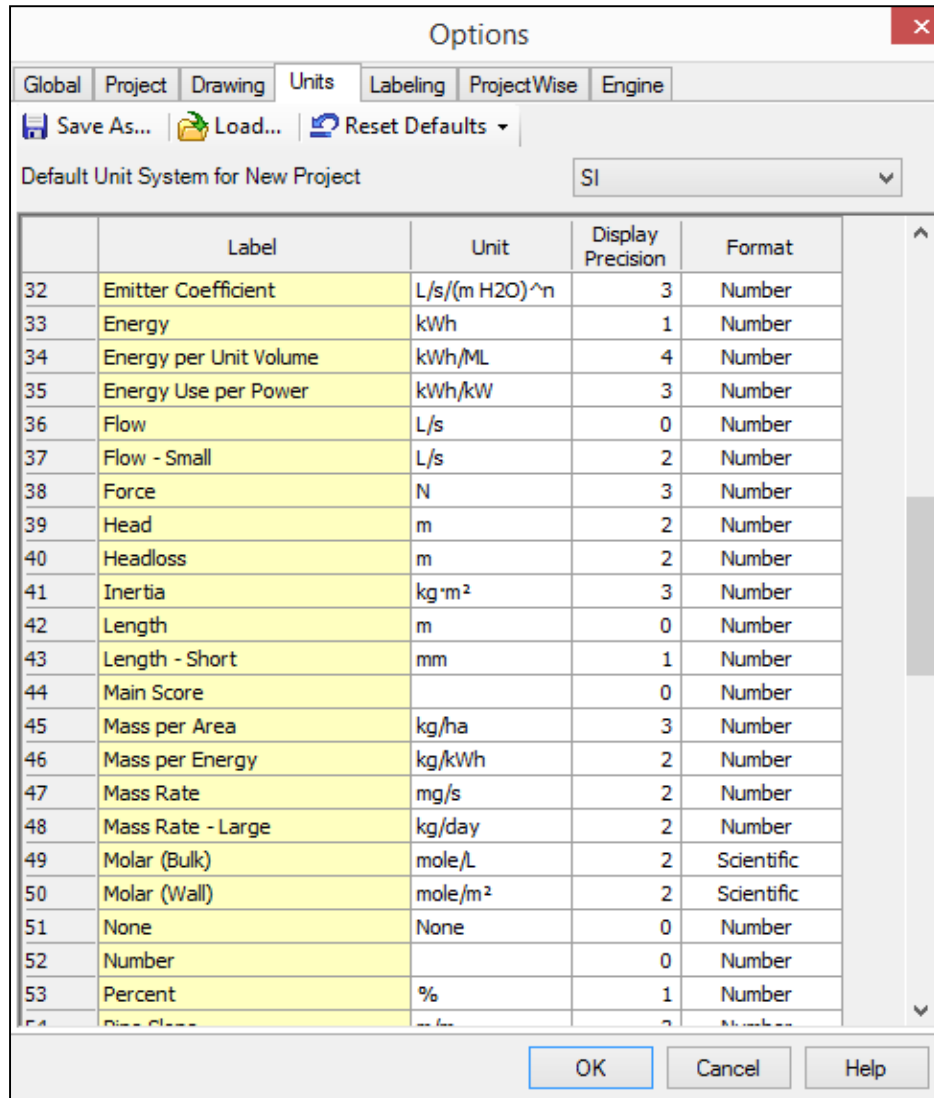 Options
Global Project Drawing Units Labeling ProjectWise Engine
Save As... Load... Reset Defaults
Default Unit System for New Project SI
Label Unit Display Precision Format
32 Emitter Coefficient L/s/(m H2O)^n 3 Number
33 Energy kWh 1 Number
34 Energy per Unit Volume kWh/ML 4 Number
35 Energy Use per Power kWh/kW 3 Number
36 Flow L/s 0 Number
37 Flow - Small L/s 2 Number
38 Force N 3 Number
39 Head m 2 Number
40 Headloss m 2 Number
41 Inertia kg·m² 3 Number
42 Length m 0 Number
43 Length - Short mm 1 Number
44 Main Score 0 Number
45 Mass per Area kg/ha 3 Number
46 Mass per Energy kg/kWh 2 Number
47 Mass Rate mg/s 2 Number
48 Mass Rate - Large kg/day 2 Number
49 Molar (Bulk) mole/L 2 Scientific
50 Molar (Wall) mole/m² 2 Scientific
51 None None 0 Number
52 Number 0 Number
53 Percent % 1 Number
OK Cancel Help